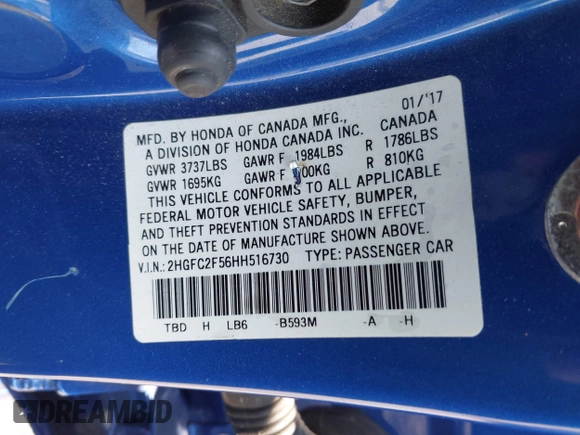 MFD. BY HONDA OF CANADA MFG., 01/'17
A DIVISION OF HONDA CANADA INC. CANADA
GVWR 3737LBS GAWR F 1984LBS R 1786LBS
GVWR 1695KG GAWR F 00KG R 810KG
THIS VEHICLE CONFORMS TO ALL APPLICABLE
FEDERAL MOTOR VEHICLE SAFETY, BUMPER,
AND THEFT PREVENTION STANDARDS IN EFFECT
ON THE DATE OF MANUFACTURE SHOWN ABOVE.
V.I.N.: 2HGFC2F56HH516730 TYPE: PASSENGER CAR
TBD H LB6 -B593M -A -H
DREAMBID